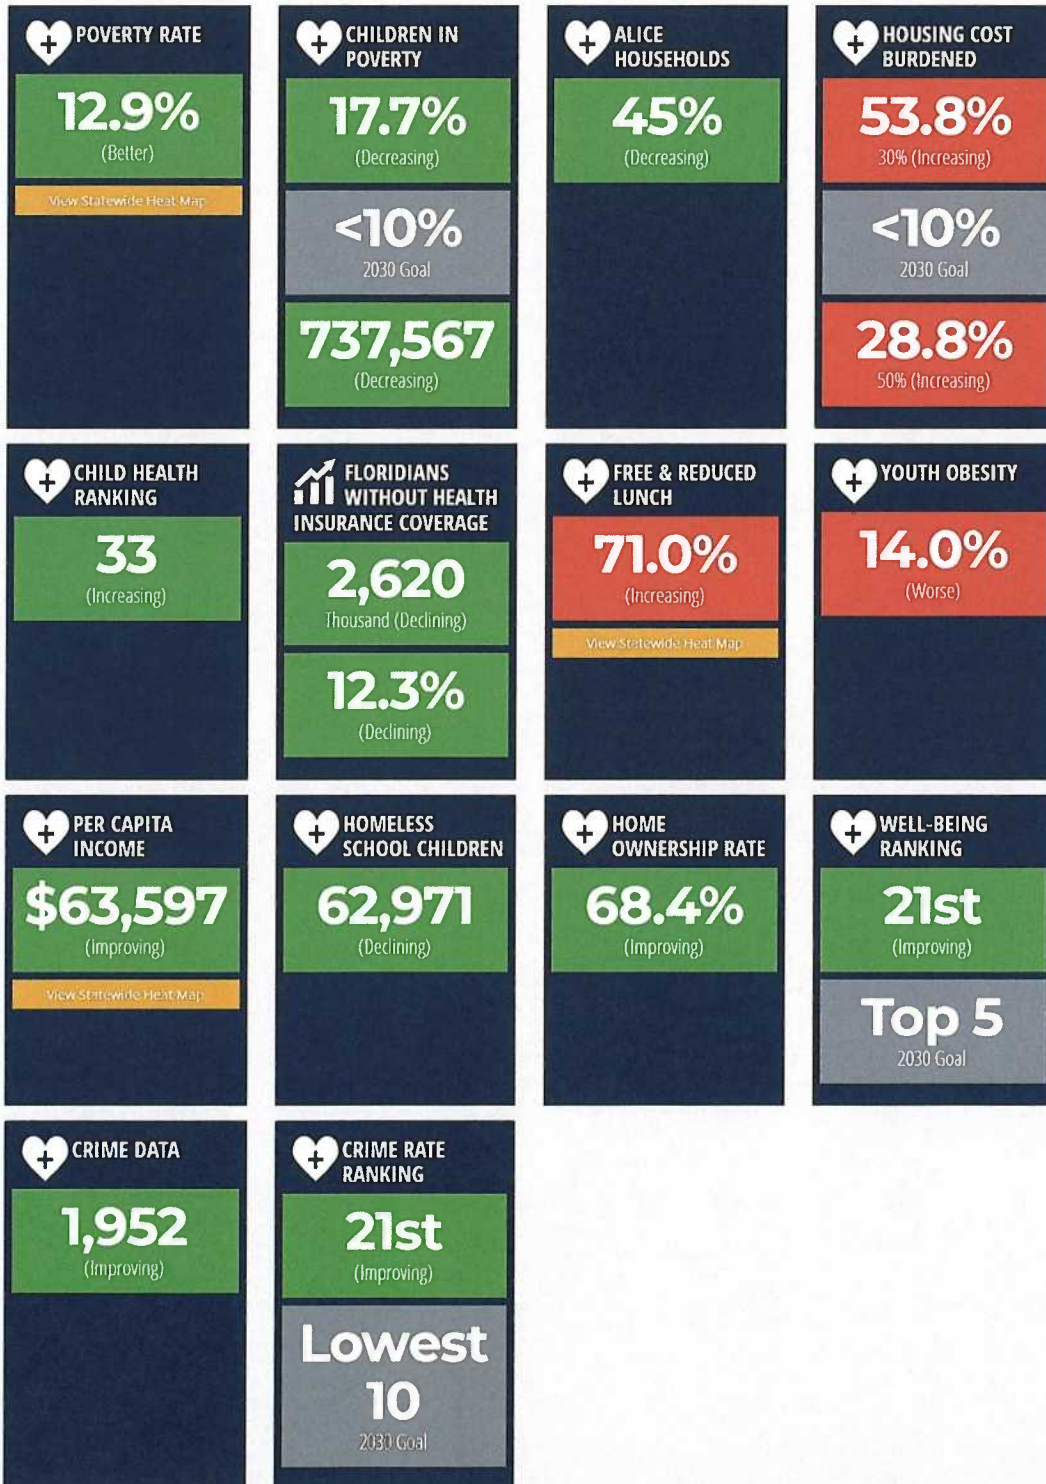 POVERTY RATE
12.9%
(Better)
View Statewide Heat Map
CHILDREN IN
POVERTY
17.7%
(Decreasing)
<10%
2030 Goal
737,567
(Decreasing)
ALICE
HOUSEHOLDS
45%
(Decreasing)
HOUSING COST
BURDENED
53.8%
30% (Increasing)
<10%
2030 Goal
28.8%
50% (Increasing)
CHILD HEALTH
RANKING
33
(Increasing)
FLORIDIANS
WITHOUT HEALTH
INSURANCE COVERAGE
2,620
Thousand (Declining)
12.3%
(Declining)
FREE & REDUCED
LUNCH
71.0%
(Increasing)
View Statewide Heat Map
YOUTH OBESITY
14.0%
(Worse)
PER CAPITA
INCOME
$63,597
(Improving)
View Statewide Heat Map
HOMELESS
SCHOOL CHILDREN
62,971
(Declining)
HOME
OWNERSHIP RATE
68.4%
(Improving)
WELL-BEING
RANKING
21st
(Improving)
Top 5
2030 Goal
CRIME DATA
1,952
(Improving)
CRIME RATE
RANKING
21st
(Improving)
Lowest
10
2030 Goal